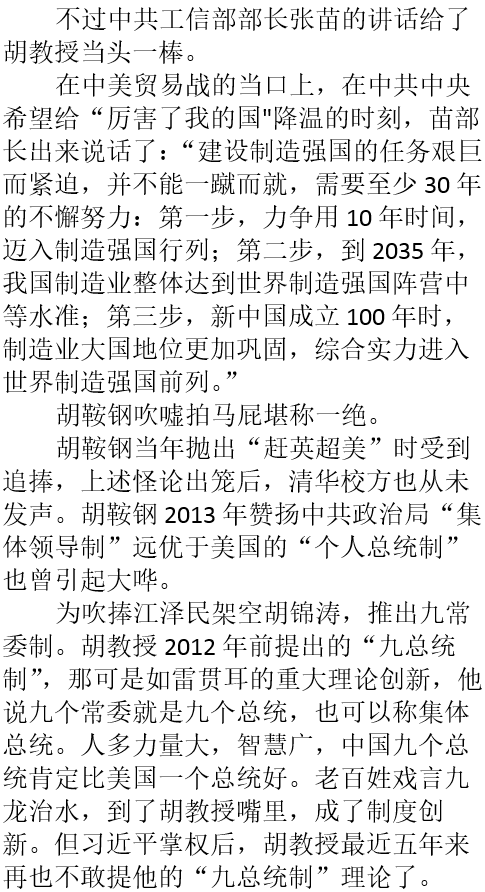 不过中共工信部部长张苗的讲话给了
胡教授当头一棒。
在中美贸易战的当口上，在中共中央
希望给“厉害了我的国"降温的时刻，苗部
长出来说话了：“建设制造强国的任务艰巨
而紧迫，并不能一蹴而就，需要至少 30 年
的不懈努力：第一步，力争用 10 年时间，
迈入制造强国行列；第二步，到 2035 年，
我国制造业整体达到世界制造强国阵营中
等水准；第三步，新中国成立 100 年时，
制造业大国地位更加巩固，综合实力进入
世界制造强国前列。”
胡鞍钢吹嘘拍马屁堪称一绝。
胡鞍钢当年抛出“赶英超美”时受到
追捧，上述怪论出笼后，清华校方也从未
发声。胡鞍钢 2013 年赞扬中共政治局“集
体领导制”远优于美国的“个人总统制”
也曾引起大哗。
为吹捧江泽民架空胡锦涛，推出九常
委制。胡教授 2012 年前提出的“九总统
制”，那可是如雷贯耳的重大理论创新，他
说九个常委就是九个总统，也可以称集体
总统。人多力量大，智慧广，中国九个总
统肯定比美国一个总统好。老百姓戏言九
龙治水，到了胡教授嘴里，成了制度创
新。但习近平掌权后，胡教授最近五年来
再也不敢提他的“九总统制”理论了。